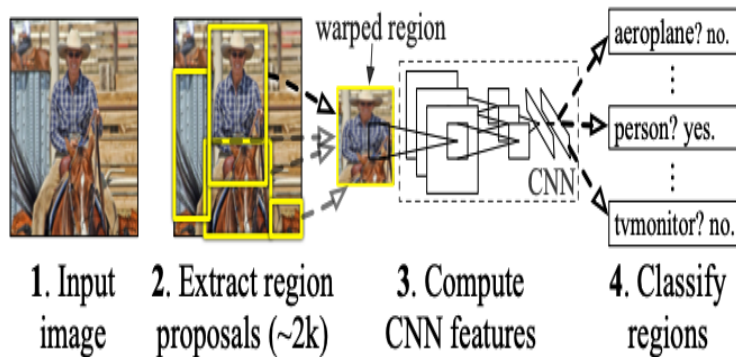 warped region
aeroplane? no.
person? yes.
CNN
tvmonitor? no.
1. Input
image
2. Extract region
proposals (~2k)
3. Compute
CNN features
4. Classify
regions